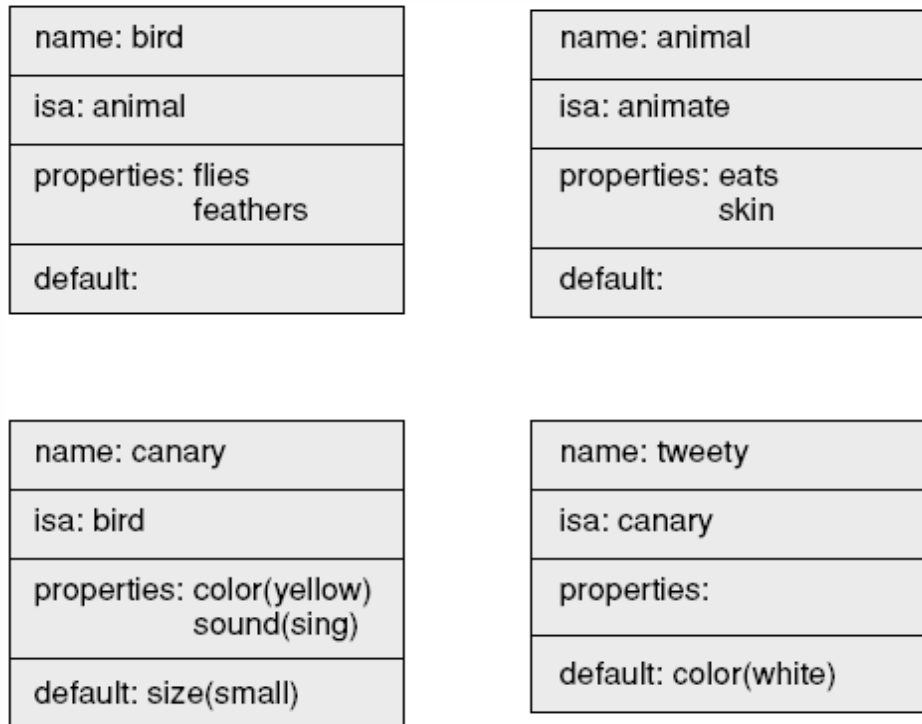 name: bird
isa: animal
properties: flies
feathers
default:
name: animal
isa: animate
properties: eats
skin
default:
name: canary
isa: bird
properties: color(yellow)
sound(sing)
default: size(small)
name: tweety
isa: canary
properties:
default: color(white)